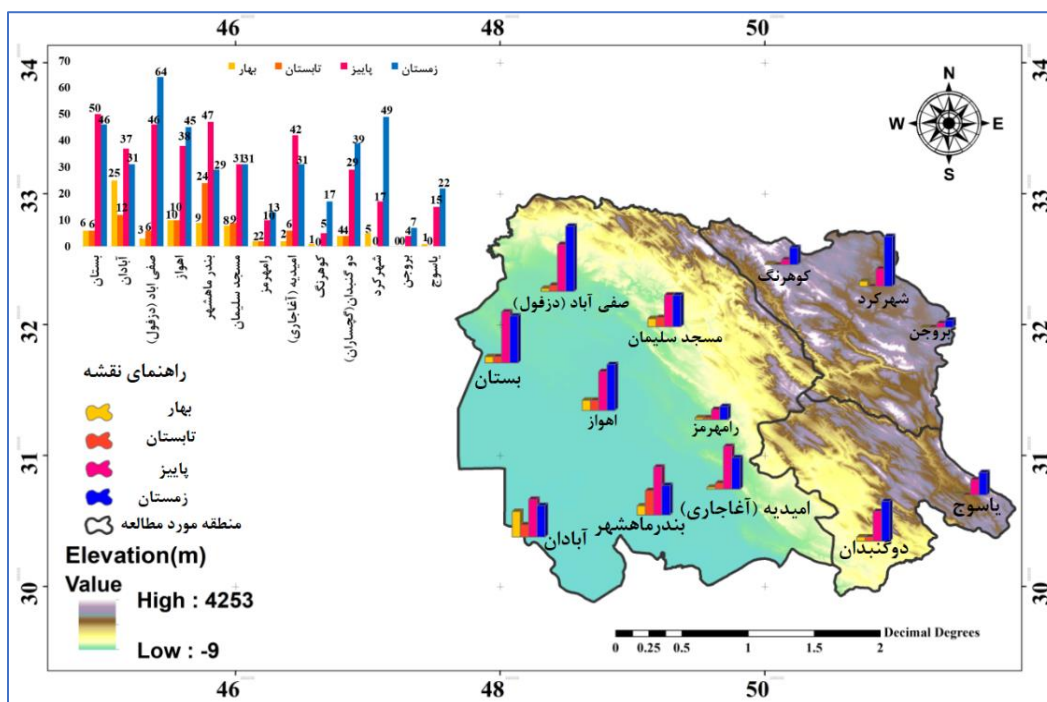 46
48
50
34
33
32
31
30
70
60
50
40
30
20
10
0
بهار
تابستان
پاییز
زمستان
6 6 50 46
25 12 37 31
3 6 46 64
10 10 38 45
9 24 47 29
8 9 31 31
2 2 10 13
2 6 42 31
1 0 5 17
4 4 29 39
5 0 17 49
0 0 4 7
1 0 15 22
بستان
آبادان
صفی آباد (دزفول)
اهواز
بندر ماهشهر
مسجد سلیمان
رامهرمز
امیدیه (آغاجاری)
کوهرنگ
دو گنبدان (گچساران)
شهرکرد
بروجن
یاسوج
N
W
E
S
کوهرنگ
شهرکرد
بروجن
صفی آباد (دزفول)
مسجد سلیمان
بستان
اهواز
رامهرمز
یاسوج
امیدیه (آغاجاری)
بندرماهشهر
آبادان
دوگنبدان
راهنمای نقشه
بهار
تابستان
پاییز
زمستان
منطقه مورد مطالعه
Elevation(m)
Value
High : 4253
Low : -9
Decimal Degrees
0 0.25 0.5 1 1.5 2
46
48
50
34
33
32
31
30